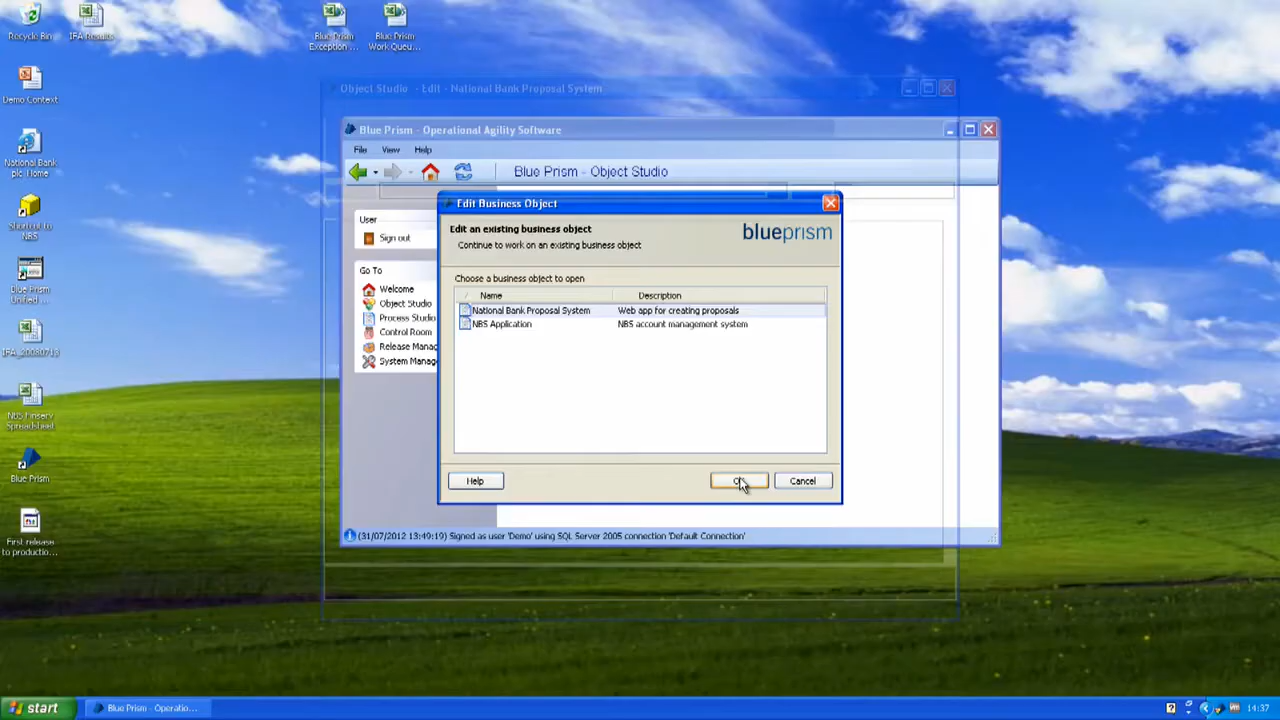 Recycle Bin
IFA Results
Blue Prism
Exception ...
Blue Prism
Work Queu...
Demo Context
National Bank
plc Home
Shortcut to
NBS
Blue Prism
Unified ...
IFA_20080713
NBS Finserv
Spreadsheet
Blue Prism
First release
to productio...
Object Studio - Edit - National Bank Proposal System
Blue Prism - Operational Agility Software
File View Help
Blue Prism - Object Studio
User
Sign out
Go To
Welcome
Object Studio
Process Studio
Control Room
Release Manag
System Manag
Edit Business Object
Edit an existing business object
Continue to work on an existing business object
blueprism
Choose a business object to open
Name Description
National Bank Proposal System Web app for creating proposals
NBS Application NBS account management system
Help
Cancel
(31/07/2012 13:49:19) Signed as user 'Demo' using SQL Server 2005 connection 'Default Connection'
start
Blue Prism - Operatio...
14:37